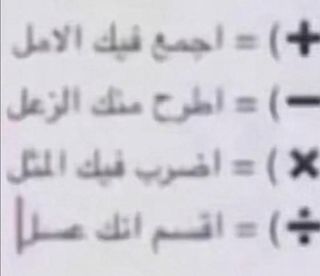 +) = اجمع فيك الامل
−) = اطرح منك الزعل
×) = اضرب فيك المثل
÷) = اقسم انك عسل